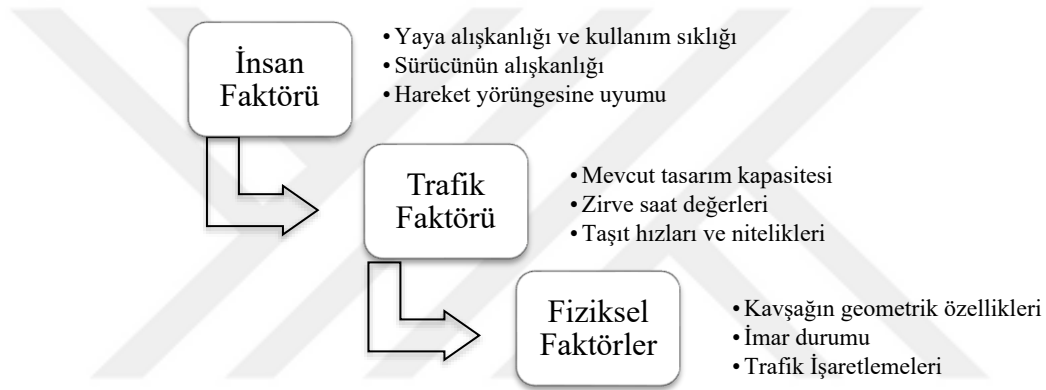 İnsan
Faktörü
• Yaya alışkanlığı ve kullanım sıklığı
• Sürücünün alışkanlığı
• Hareket yörüngesine uyumu
Trafik
Faktörü
• Mevcut tasarım kapasitesi
• Zirve saat değerleri
• Taşıt hızları ve nitelikleri
Fiziksel
Faktörler
• Kavşağın geometrik özellikleri
• İmar durumu
• Trafik İşaretlemeleri